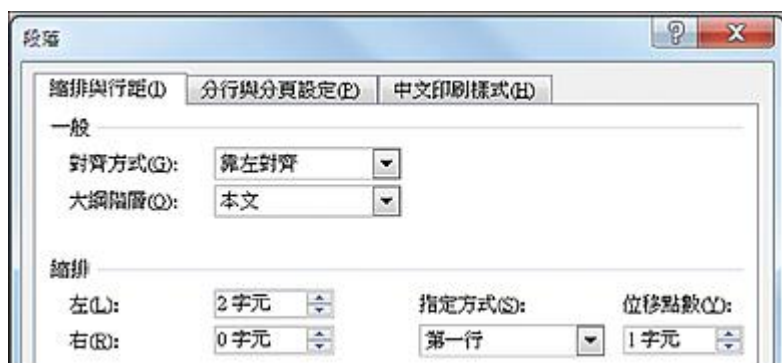 段落
縮排與行距(I) 分行與分頁設定(P) 中文印刷樣式(H)
一般
對齊方式(G): 靠左對齊
大綱階層(O): 本文
縮排
左(L): 2 字元 指定方式(S): 位移點數(Y):
右(R): 0 字元 第一行 1 字元